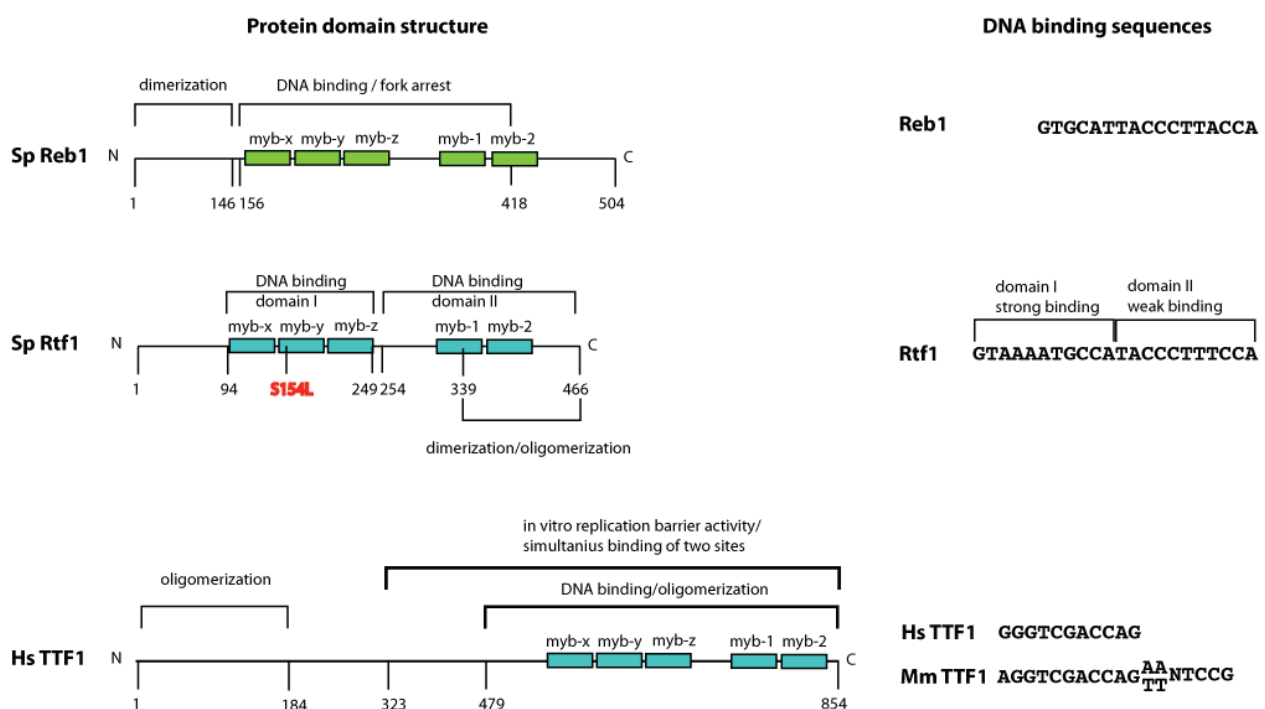 Protein domain structure
DNA binding sequences
dimerization
DNA binding / fork arrest
myb-x myb-y myb-z myb-1 myb-2
Sp Reb1 N C
1 146 156 418 504
Reb1 GTGCATTACCCTTACCA
DNA binding
domain I
DNA binding
domain II
myb-x myb-y myb-z myb-1 myb-2
Sp Rtf1 N C
1 94 S154L 249 254 339 466
dimerization/oligomerization
domain I
strong binding
domain II
weak binding
Rtf1 GTAAAATGCCATACCCTTTCCA
in vitro replication barrier activity/
simultanius binding of two sites
oligomerization
DNA binding/oligomerization
myb-x myb-y myb-z myb-1 myb-2
Hs TTF1 N C
1 184 323 479 854
Hs TTF1 GGGTCGACCAG
Mm TTF1 AGGTCGACCAG AA/TT NTCCG